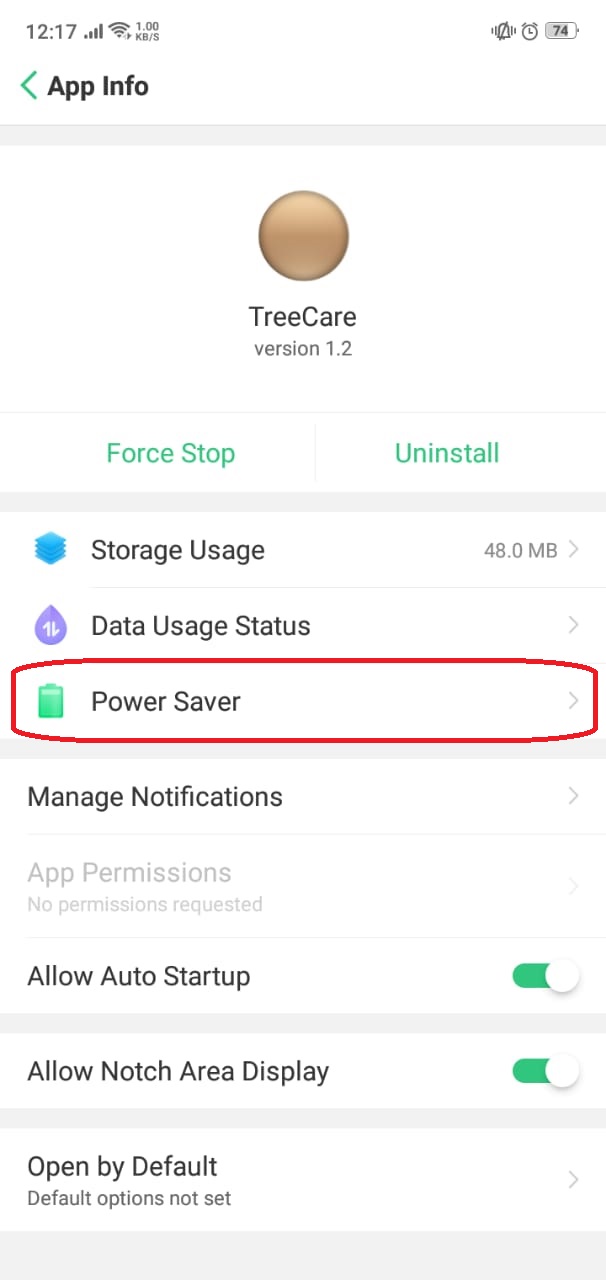 12:17 1.00 KB/S 74
App Info
TreeCare
version 1.2
Force Stop Uninstall
Storage Usage 48.0 MB
Data Usage Status
Power Saver
Manage Notifications
App Permissions
No permissions requested
Allow Auto Startup
Allow Notch Area Display
Open by Default
Default options not set